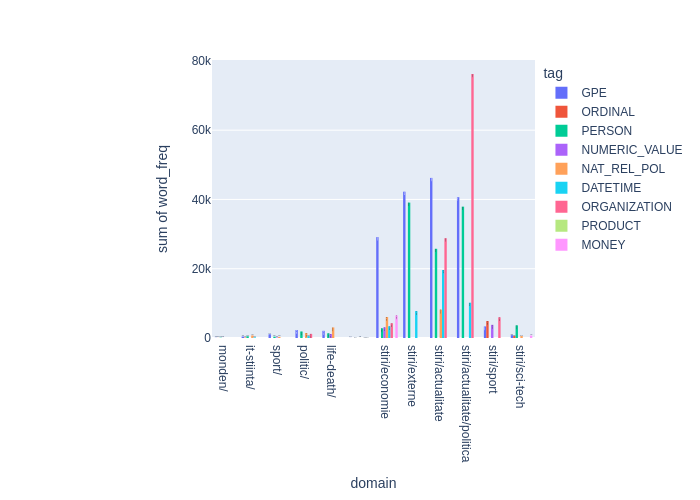 80k
60k
40k
20k
0
sum of word_freq
monden/
it-stiinta/
sport/
politic/
life-death/
stiri/economie
stiri/externe
stiri/actualitate
stiri/actualitate/politica
stiri/sport
stiri/sci-tech
domain
tag
GPE
ORDINAL
PERSON
NUMERIC_VALUE
NAT_REL_POL
DATETIME
ORGANIZATION
PRODUCT
MONEY